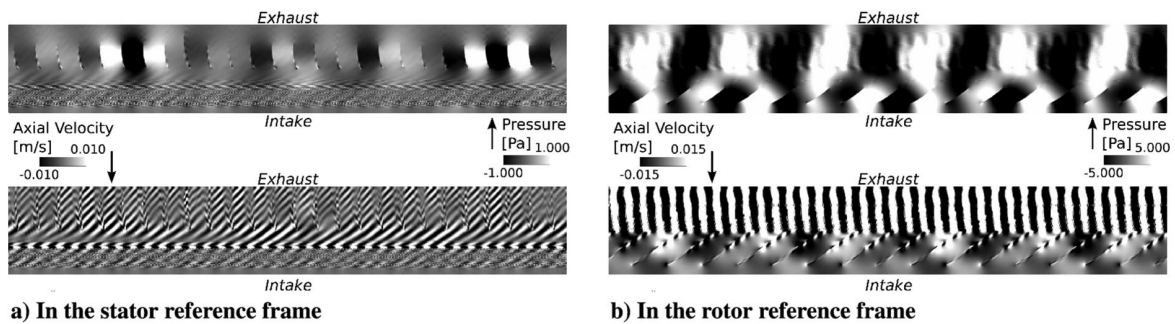 Exhaust
Intake
Axial Velocity
[m/s] 0.010
-0.010
Pressure
[Pa] 1.000
-1.000
Exhaust
Intake
a) In the stator reference frame
Exhaust
Intake
Axial Velocity
[m/s] 0.015
-0.015
Pressure
[Pa] 5.000
-5.000
Exhaust
Intake
b) In the rotor reference frame